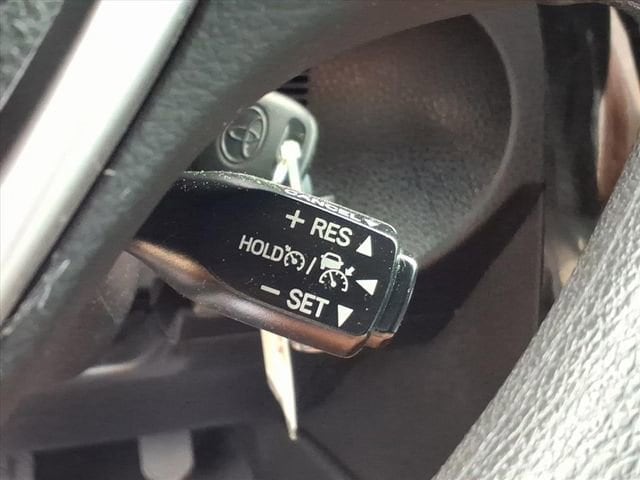 CANCEL
+ RES
HOLD /
- SET